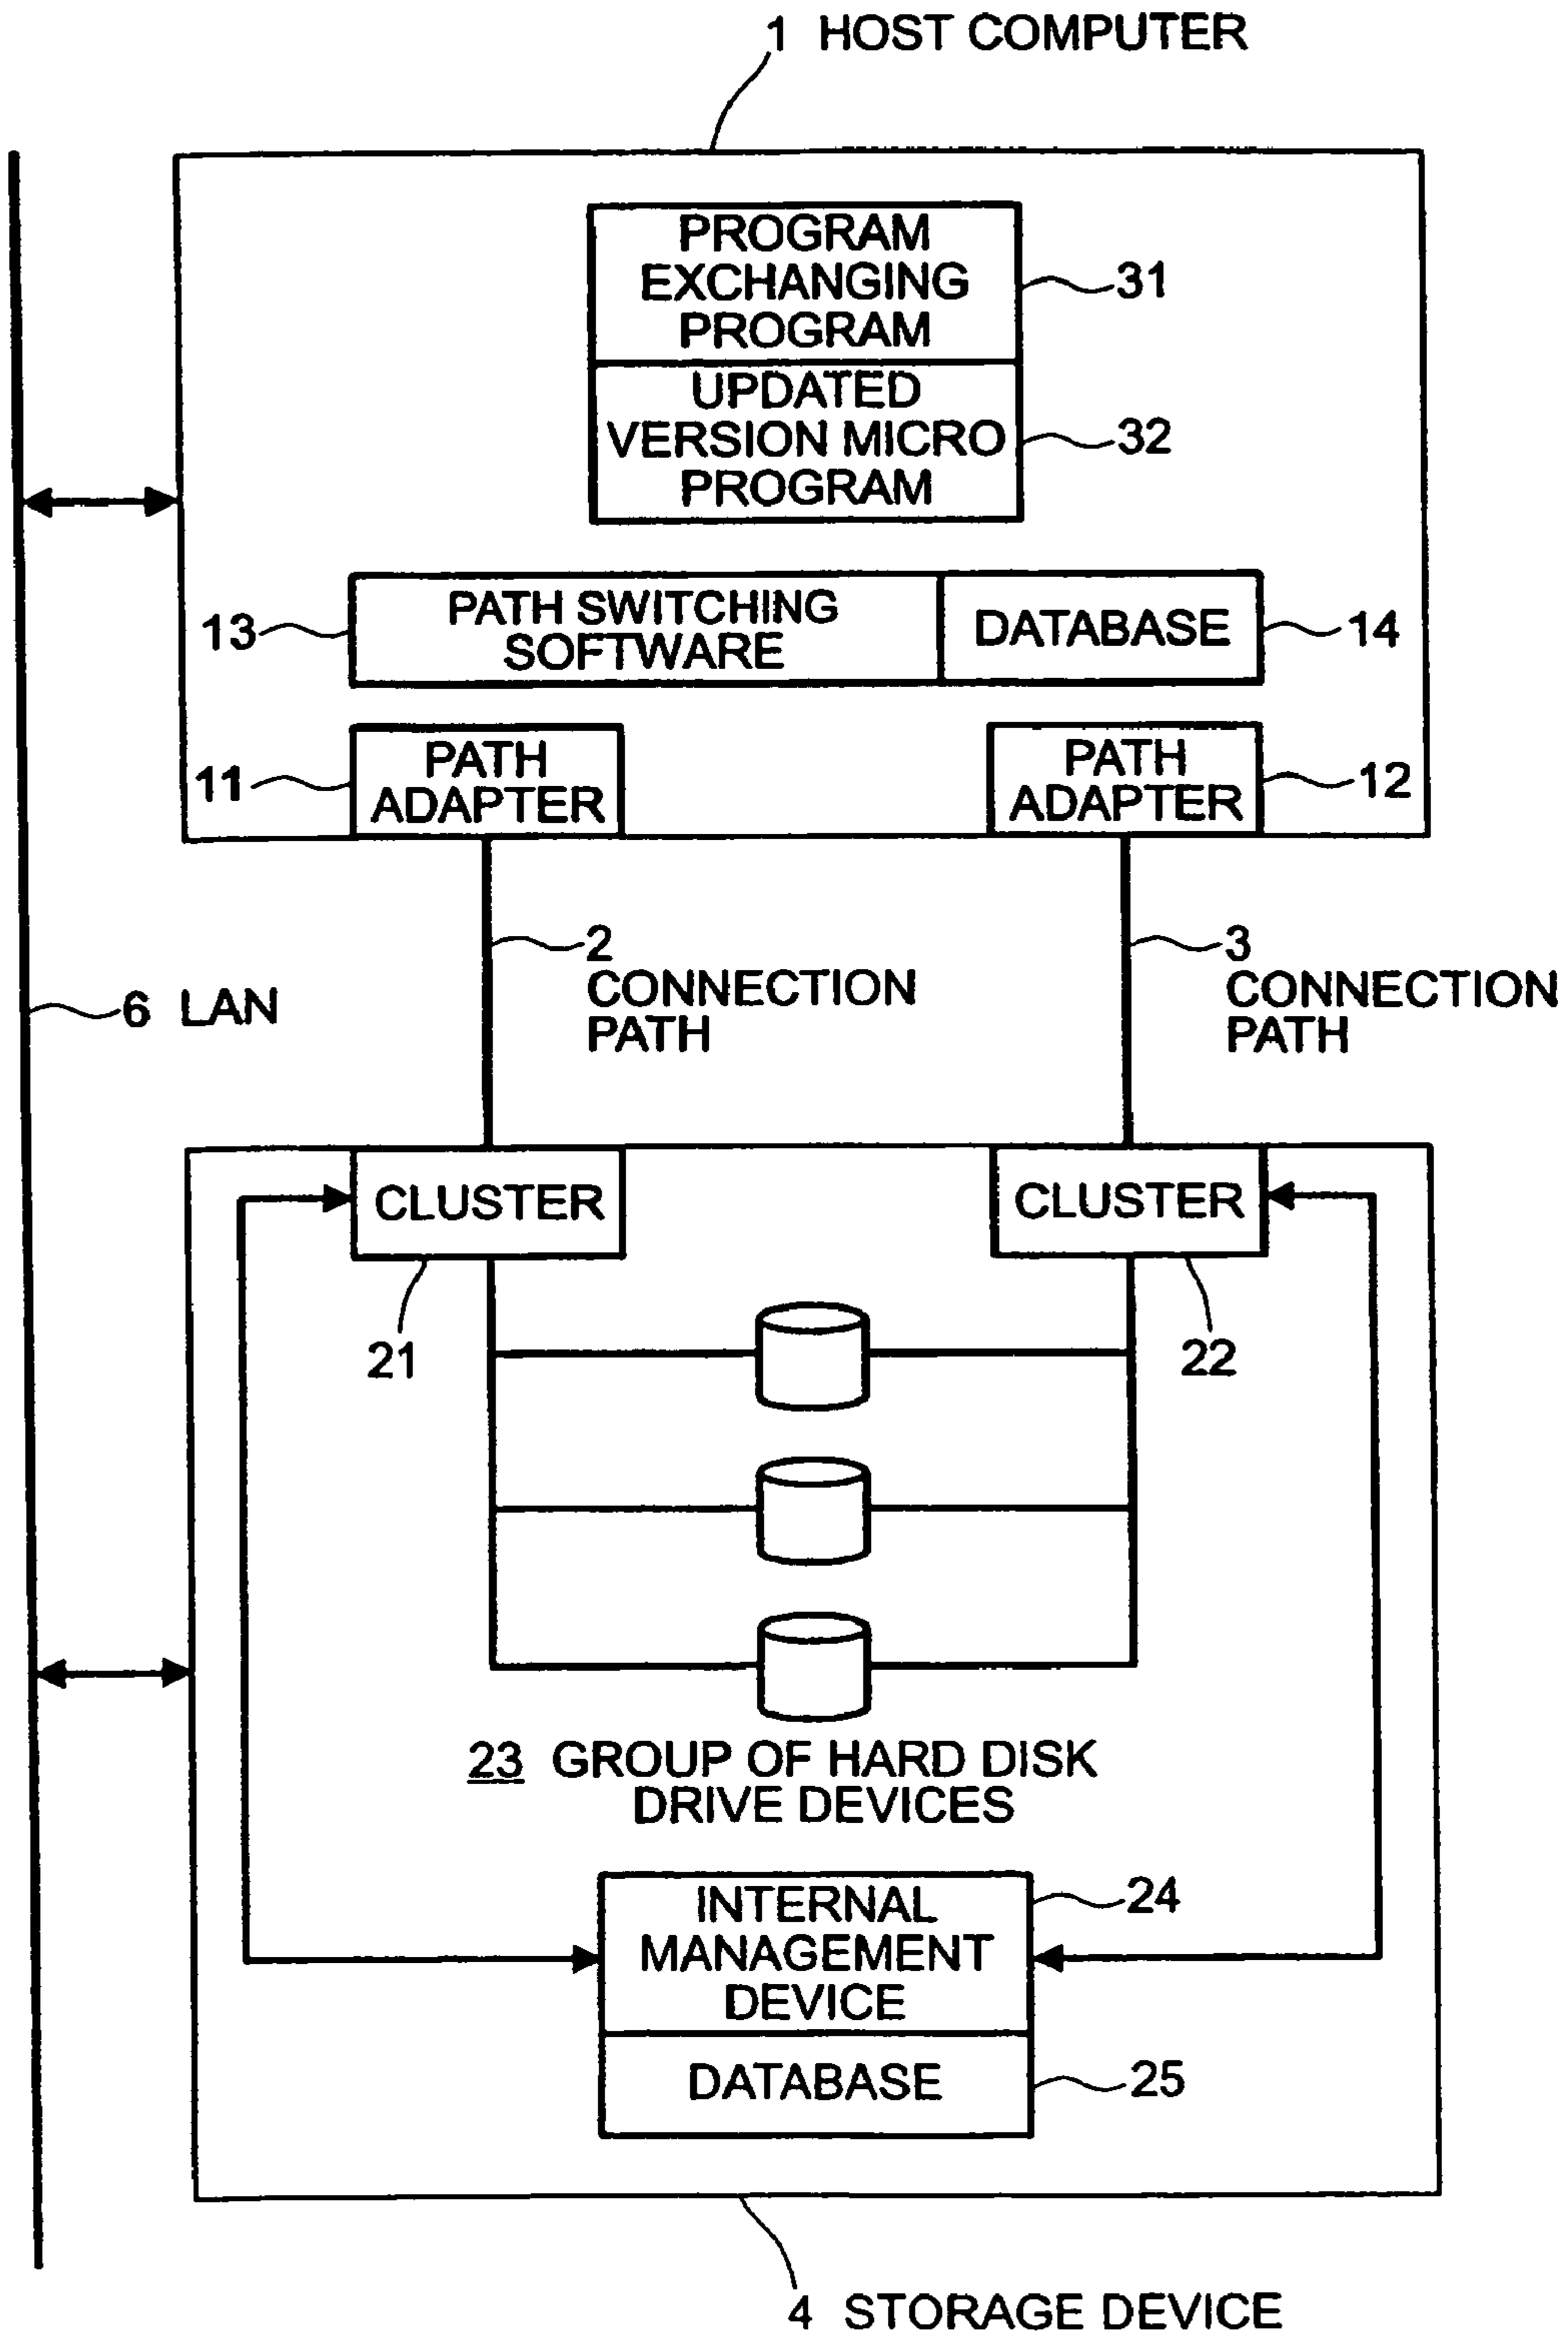 1 HOST COMPUTER
PROGRAM
EXCHANGING
PROGRAM
31
UPDATED
VERSION MICRO
PROGRAM
32
13
PATH SWITCHING
SOFTWARE
DATABASE
14
11
PATH
ADAPTER
PATH
ADAPTER
12
2
CONNECTION
PATH
3
CONNECTION
PATH
6 LAN
CLUSTER
CLUSTER
21
22
23 GROUP OF HARD DISK
DRIVE DEVICES
INTERNAL
MANAGEMENT
DEVICE
24
DATABASE
25
4 STORAGE DEVICE